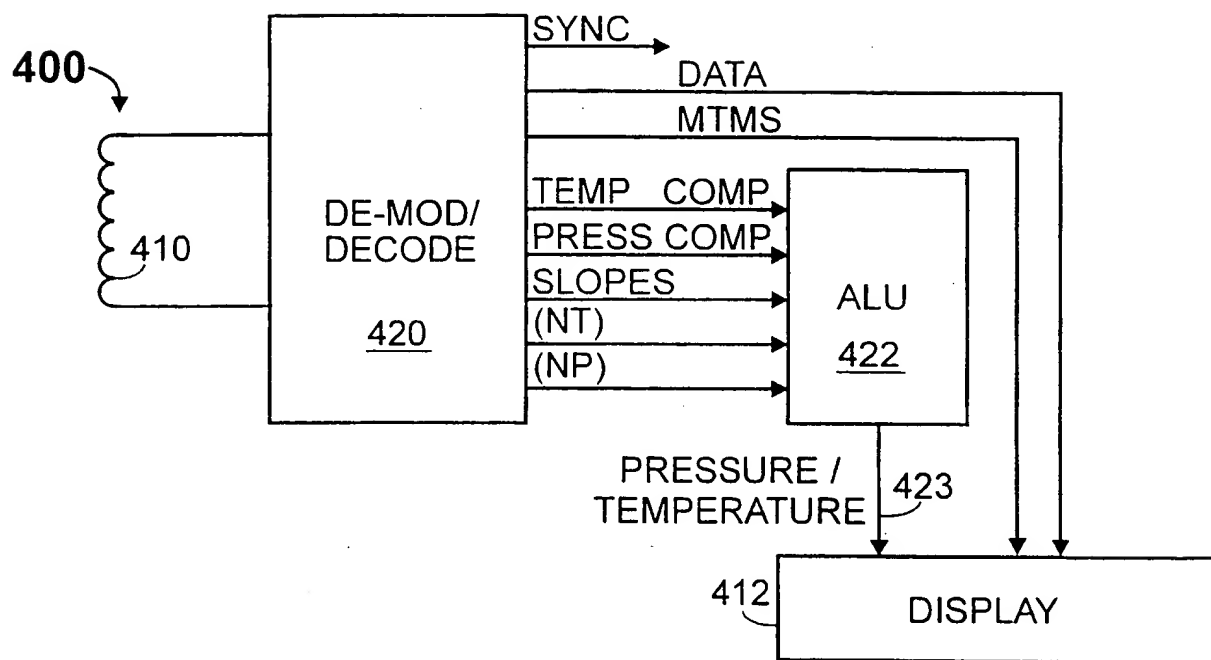 400
410
DE-MOD/
DECODE
420
SYNC
DATA
MTMS
TEMP COMP
PRESS COMP
SLOPES
(NT)
(NP)
ALU
422
PRESSURE /
TEMPERATURE
423
412
DISPLAY